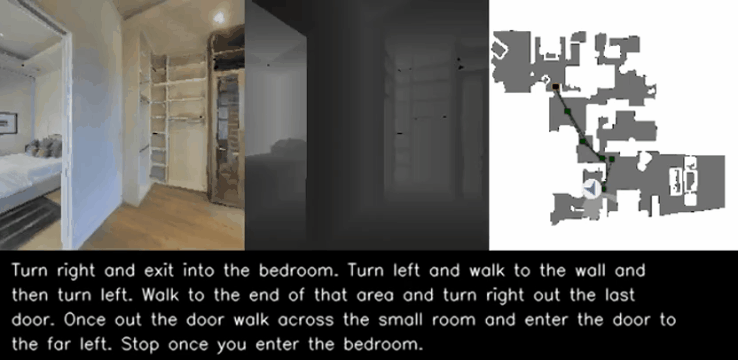 Turn right and exit into the bedroom. Turn left and walk to the wall and
then turn left. Walk to the end of that area and turn right out the last
door. Once out the door walk across the small room and enter the door to
the far left. Stop once you enter the bedroom.